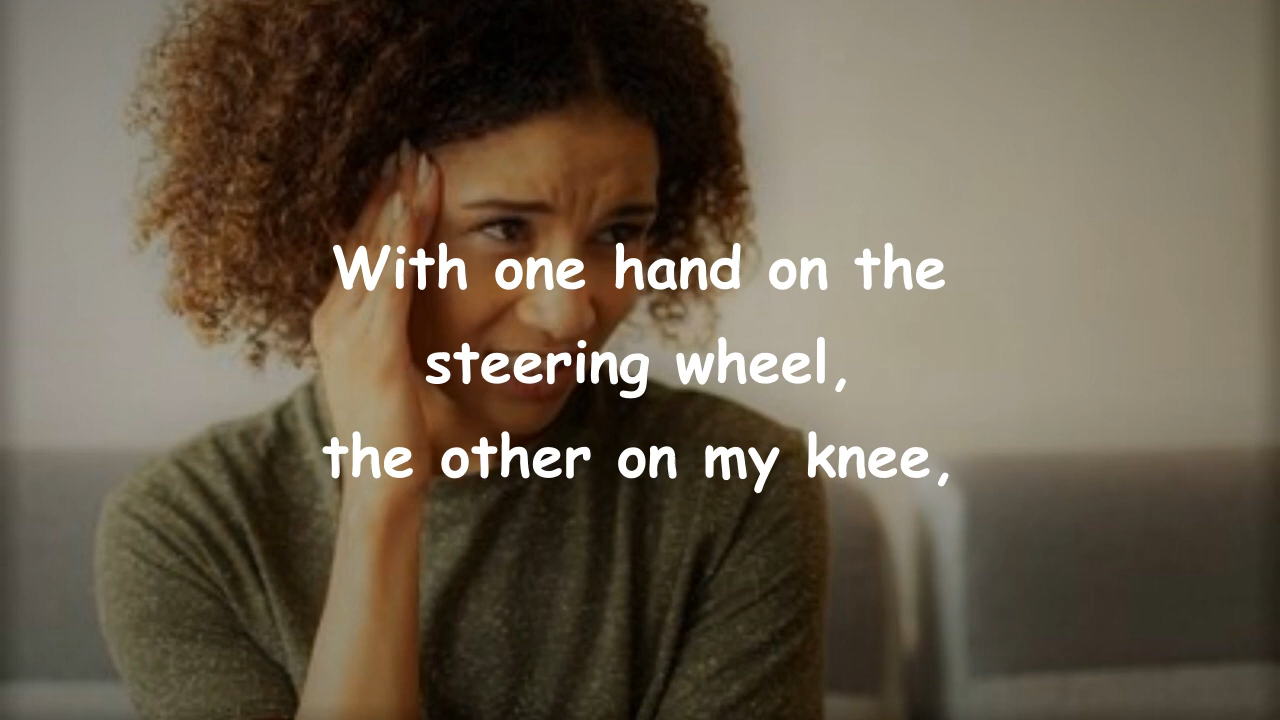 With one hand on the
steering wheel,
the other on my knee,